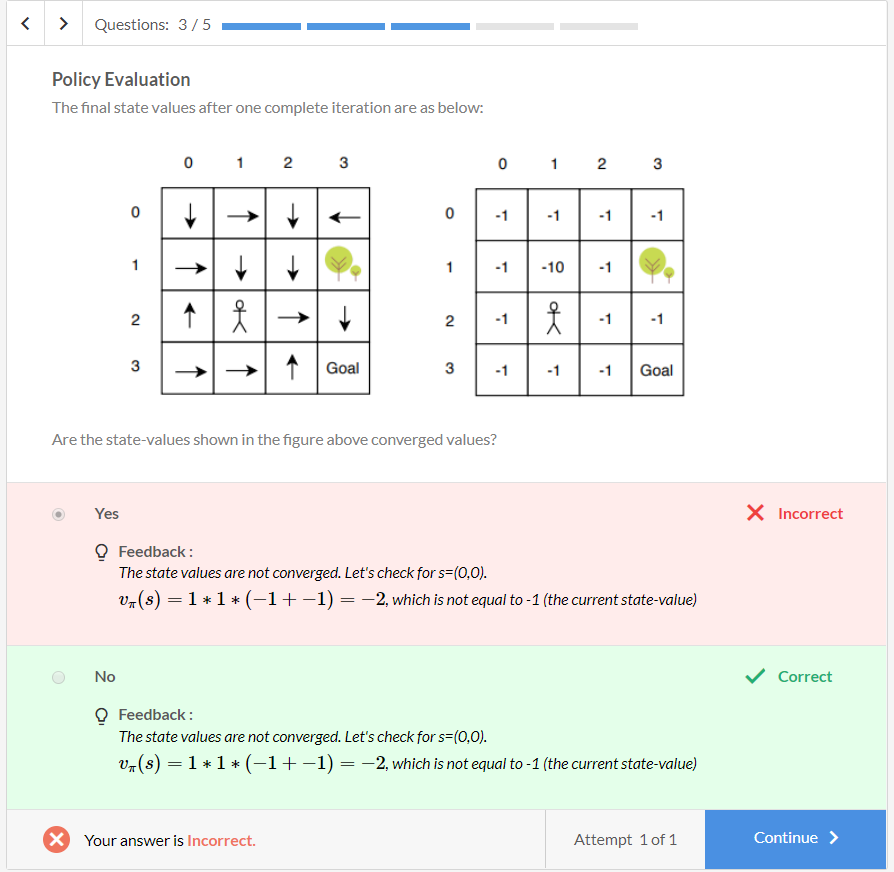 Questions: 3 / 5
Policy Evaluation
The final state values after one complete iteration are as below:
0 1 2 3
0
1
2
3 Goal
0 1 2 3
0 -1 -1 -1 -1
1 -1 -10 -1
2 -1 -1 -1
3 -1 -1 -1 Goal
Are the state-values shown in the figure above converged values?
Yes Incorrect
Feedback :
The state values are not converged. Let's check for s=(0,0).
vπ(s) = 1 ∗ 1 ∗ (−1 + −1) = −2, which is not equal to -1 (the current state-value)
No Correct
Feedback :
The state values are not converged. Let's check for s=(0,0).
vπ(s) = 1 ∗ 1 ∗ (−1 + −1) = −2, which is not equal to -1 (the current state-value)
Your answer is Incorrect. Attempt 1 of 1 Continue